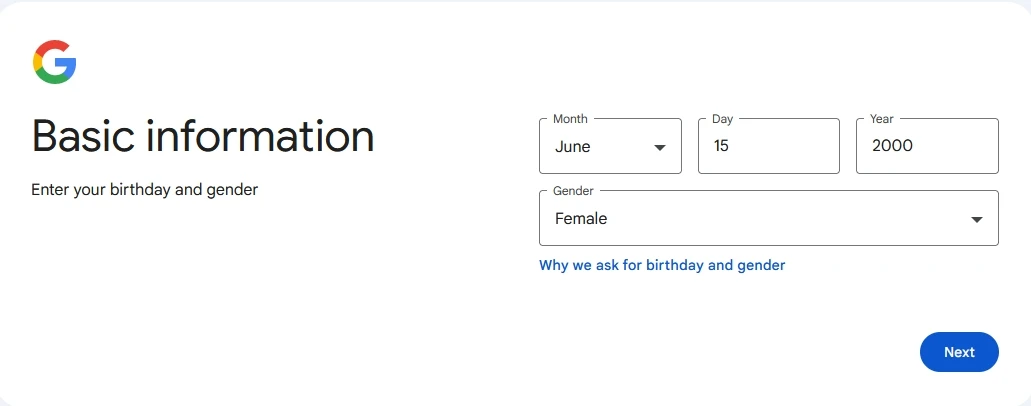 Basic information
Enter your birthday and gender
Month
June
Day
15
Year
2000
Gender
Female
Why we ask for birthday and gender
Next